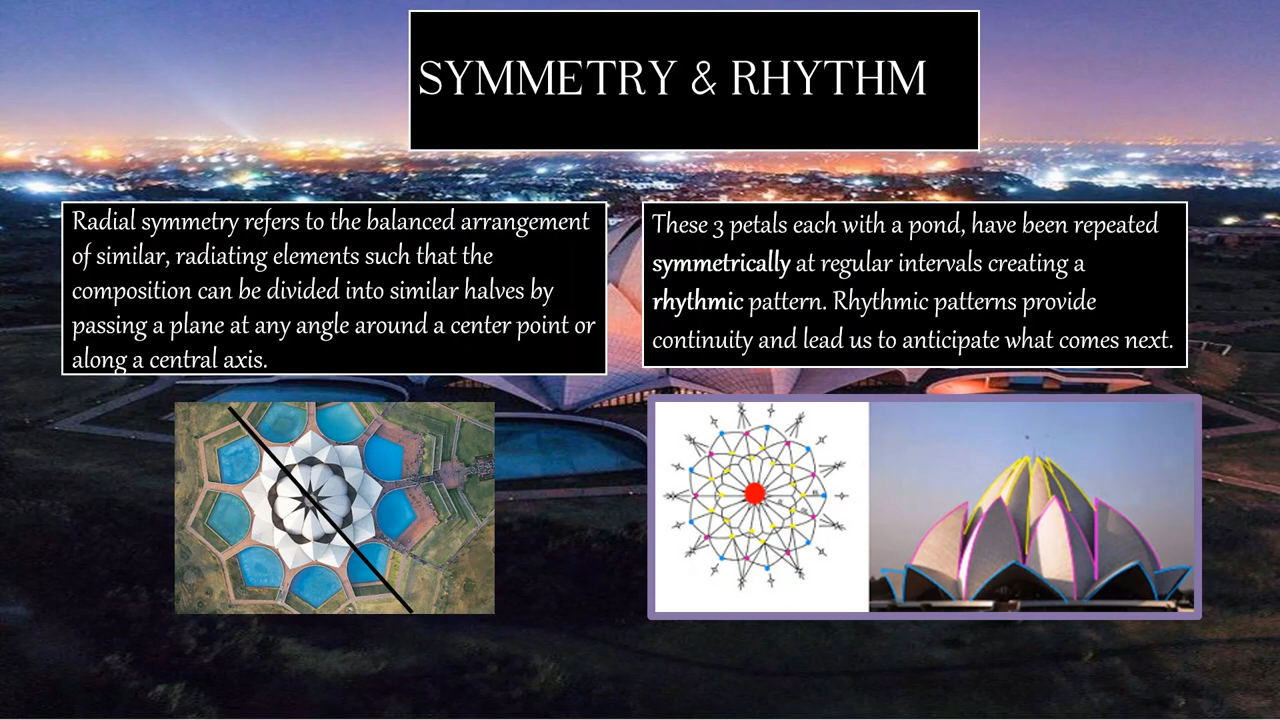 SYMMETRY & RHYTHM
Radial symmetry refers to the balanced arrangement
of similar, radiating elements such that the
composition can be divided into similar halves by
passing a plane at any angle around a center point or
along a central axis.
These 3 petals each with a pond, have been repeated
symmetrically at regular intervals creating a
rhythmic pattern. Rhythmic patterns provide
continuity and lead us to anticipate what comes next.